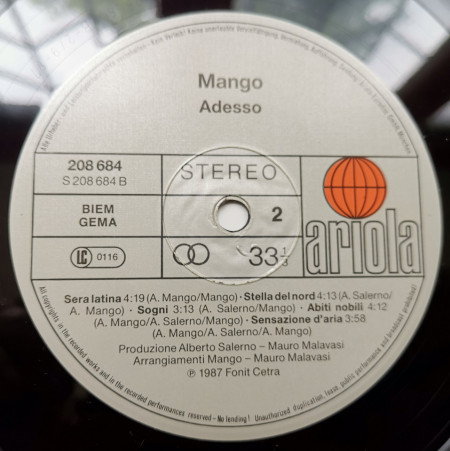 Mango
Adesso
208 684
S 208 684 B
STEREO
BIEM
GEMA
2
LC 0116
33 1/3
ariola
Sera latina 4:19 (A. Mango/Mango) · Stella del nord 4:13 (A. Salerno/
A. Mango) · Sogni 3:13 (A. Salerno/Mango) · Abiti nobili 4:12
(A. Mango/A. Salerno/Mango) · Sensazione d'aria 3:58
(A. Mango/A. Salerno/A. Mango)
Produzione Alberto Salerno – Mauro Malavasi
Arrangiamenti Mango – Mauro Malavasi
℗ 1987 Fonit Cetra
All copyrights, in the recorded works and in the recorded performances reserved – No lending! Unauthorized duplication, lease, public performance and broadcast prohibited!